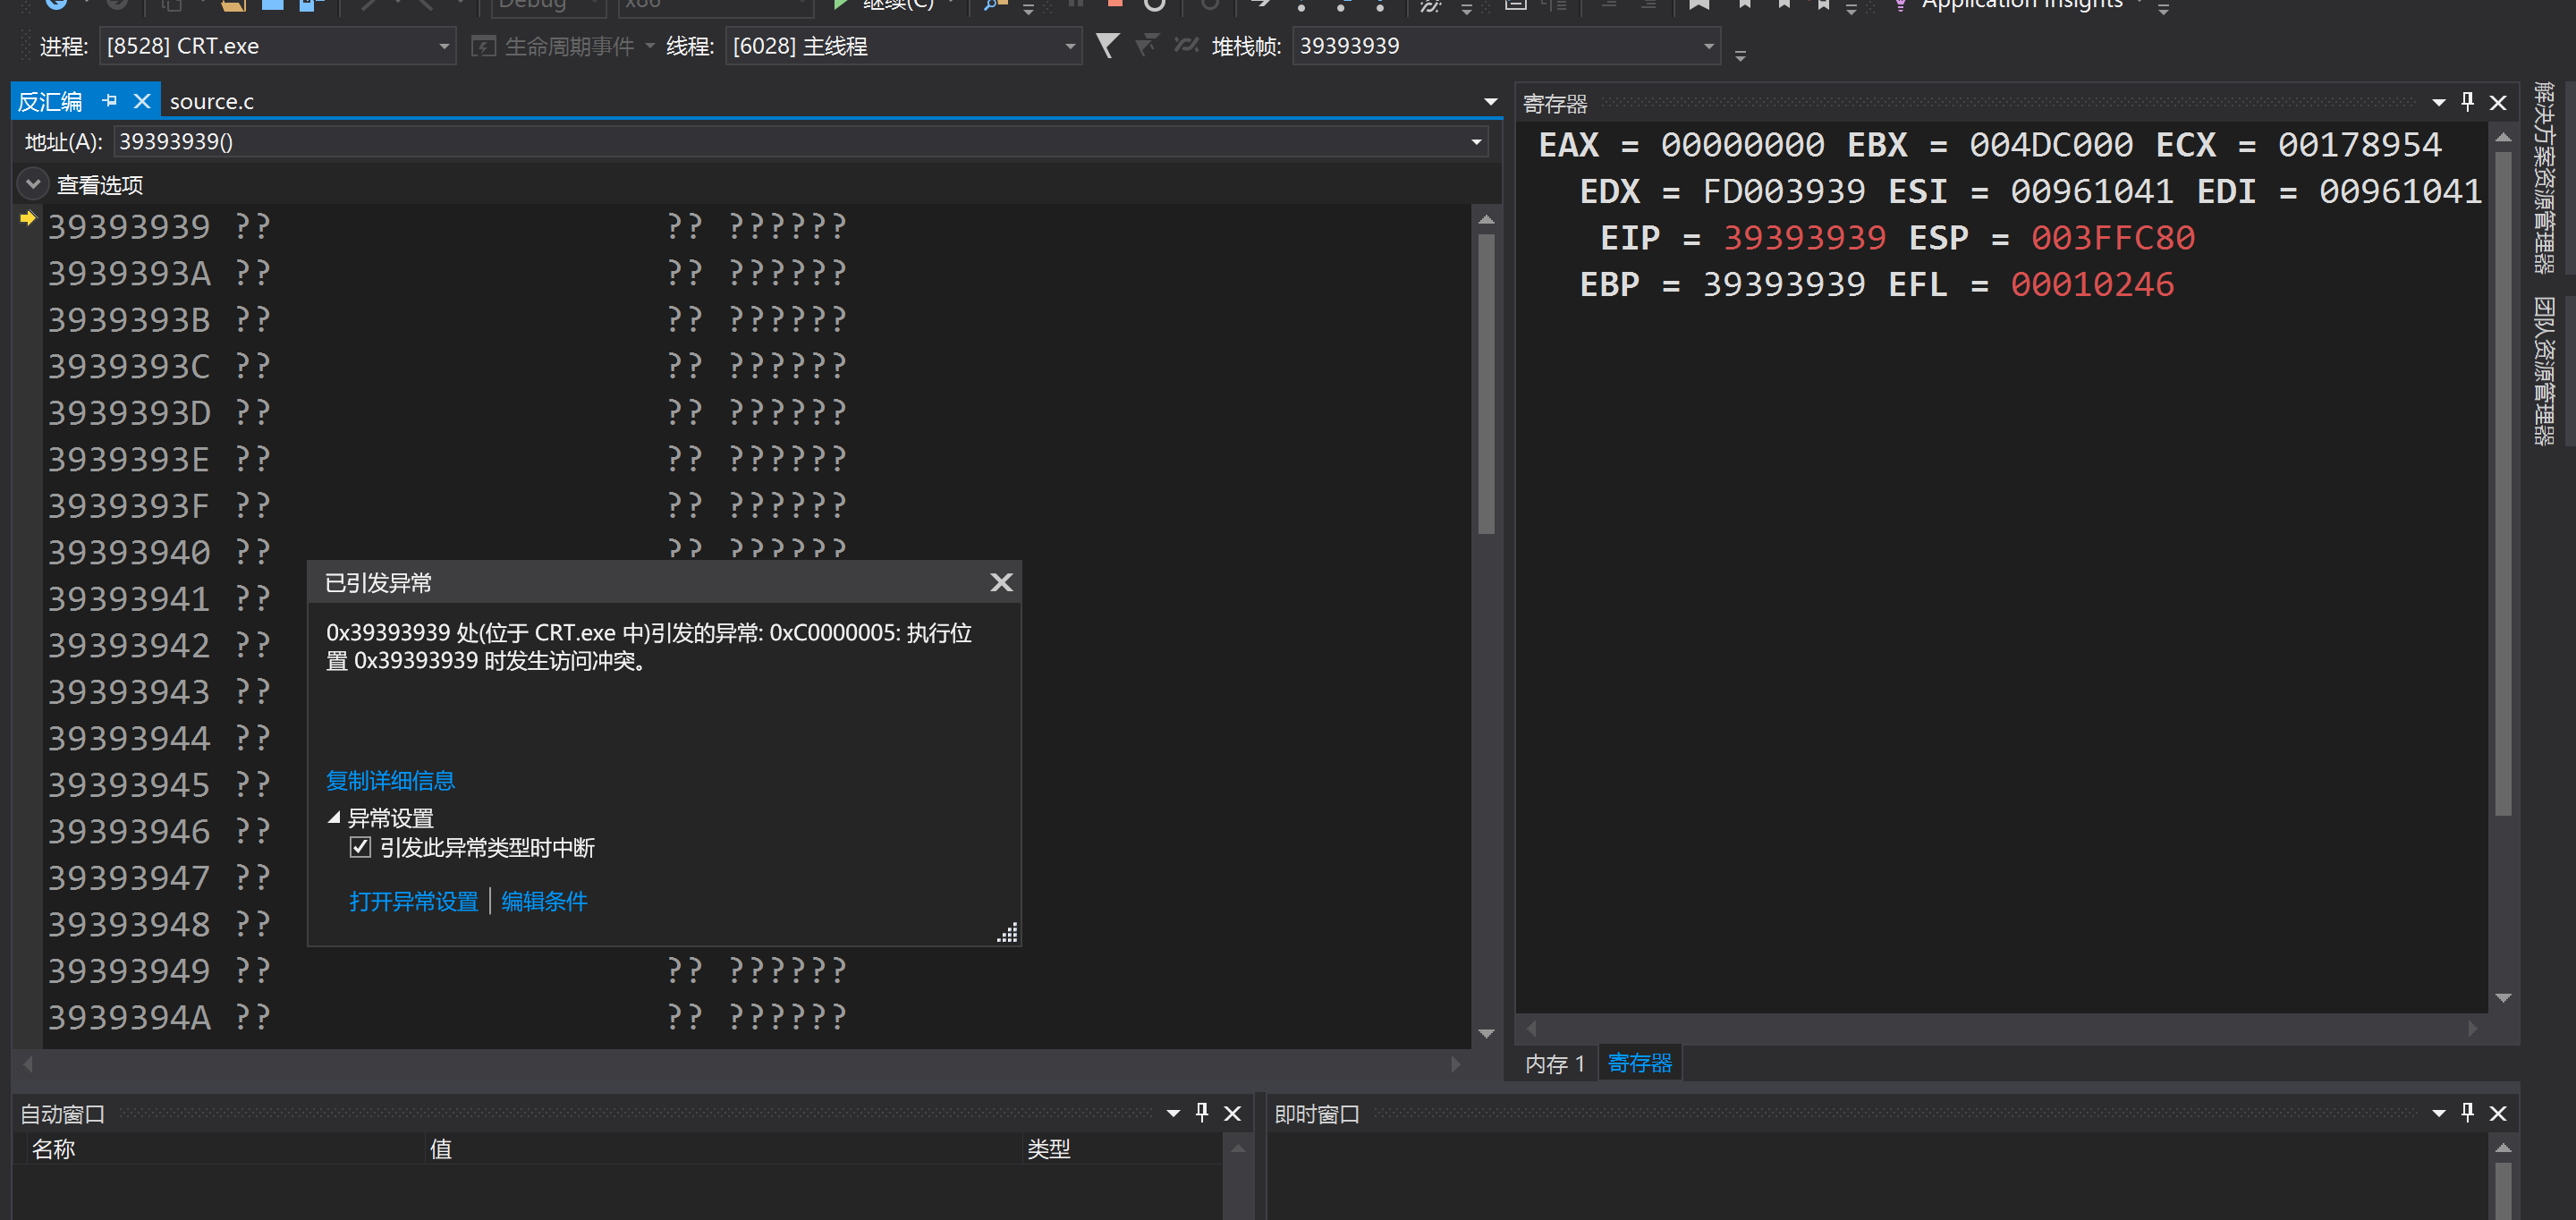 Debug x86 继续(C) Application Insights
进程: [8528] CRT.exe 生命周期事件 线程: [6028] 主线程 堆栈帧: 39393939
反汇编 source.c
地址(A): 39393939()
查看选项
39393939 ?? ?? ??????
3939393A ?? ?? ??????
3939393B ?? ?? ??????
3939393C ?? ?? ??????
3939393D ?? ?? ??????
3939393E ?? ?? ??????
3939393F ?? ?? ??????
39393940 ?? ?? ??????
39393941 ??
39393942 ??
39393943 ??
39393944 ??
39393945 ??
39393946 ??
39393947 ??
39393948 ??
39393949 ?? ?? ??????
3939394A ?? ?? ??????
已引发异常
0x39393939 处(位于 CRT.exe 中)引发的异常: 0xC0000005: 执行位
置 0x39393939 时发生访问冲突。
复制详细信息
异常设置
引发此异常类型时中断
打开异常设置 | 编辑条件
寄存器
EAX = 00000000 EBX = 004DC000 ECX = 00178954
EDX = FD003939 ESI = 00961041 EDI = 00961041
EIP = 39393939 ESP = 003FFC80
EBP = 39393939 EFL = 00010246
内存 1 寄存器
解决方案资源管理器
团队资源管理器
自动窗口
名称 值 类型
即时窗口